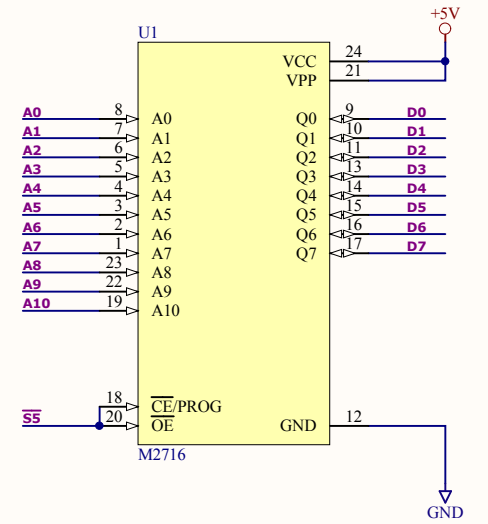 +5V
U1
VCC 24
VPP 21
A0 8 A0 Q0 9 D0
A1 7 A1 Q1 10 D1
A2 6 A2 Q2 11 D2
A3 5 A3 Q3 13 D3
A4 4 A4 Q4 14 D4
A5 3 A5 Q5 15 D5
A6 2 A6 Q6 16 D6
A7 1 A7 Q7 17 D7
A8 23 A8
A9 22 A9
A10 19 A10
18 C̅E̅/PROG
S̅5̅ 20 O̅E̅ GND 12
M2716
GND